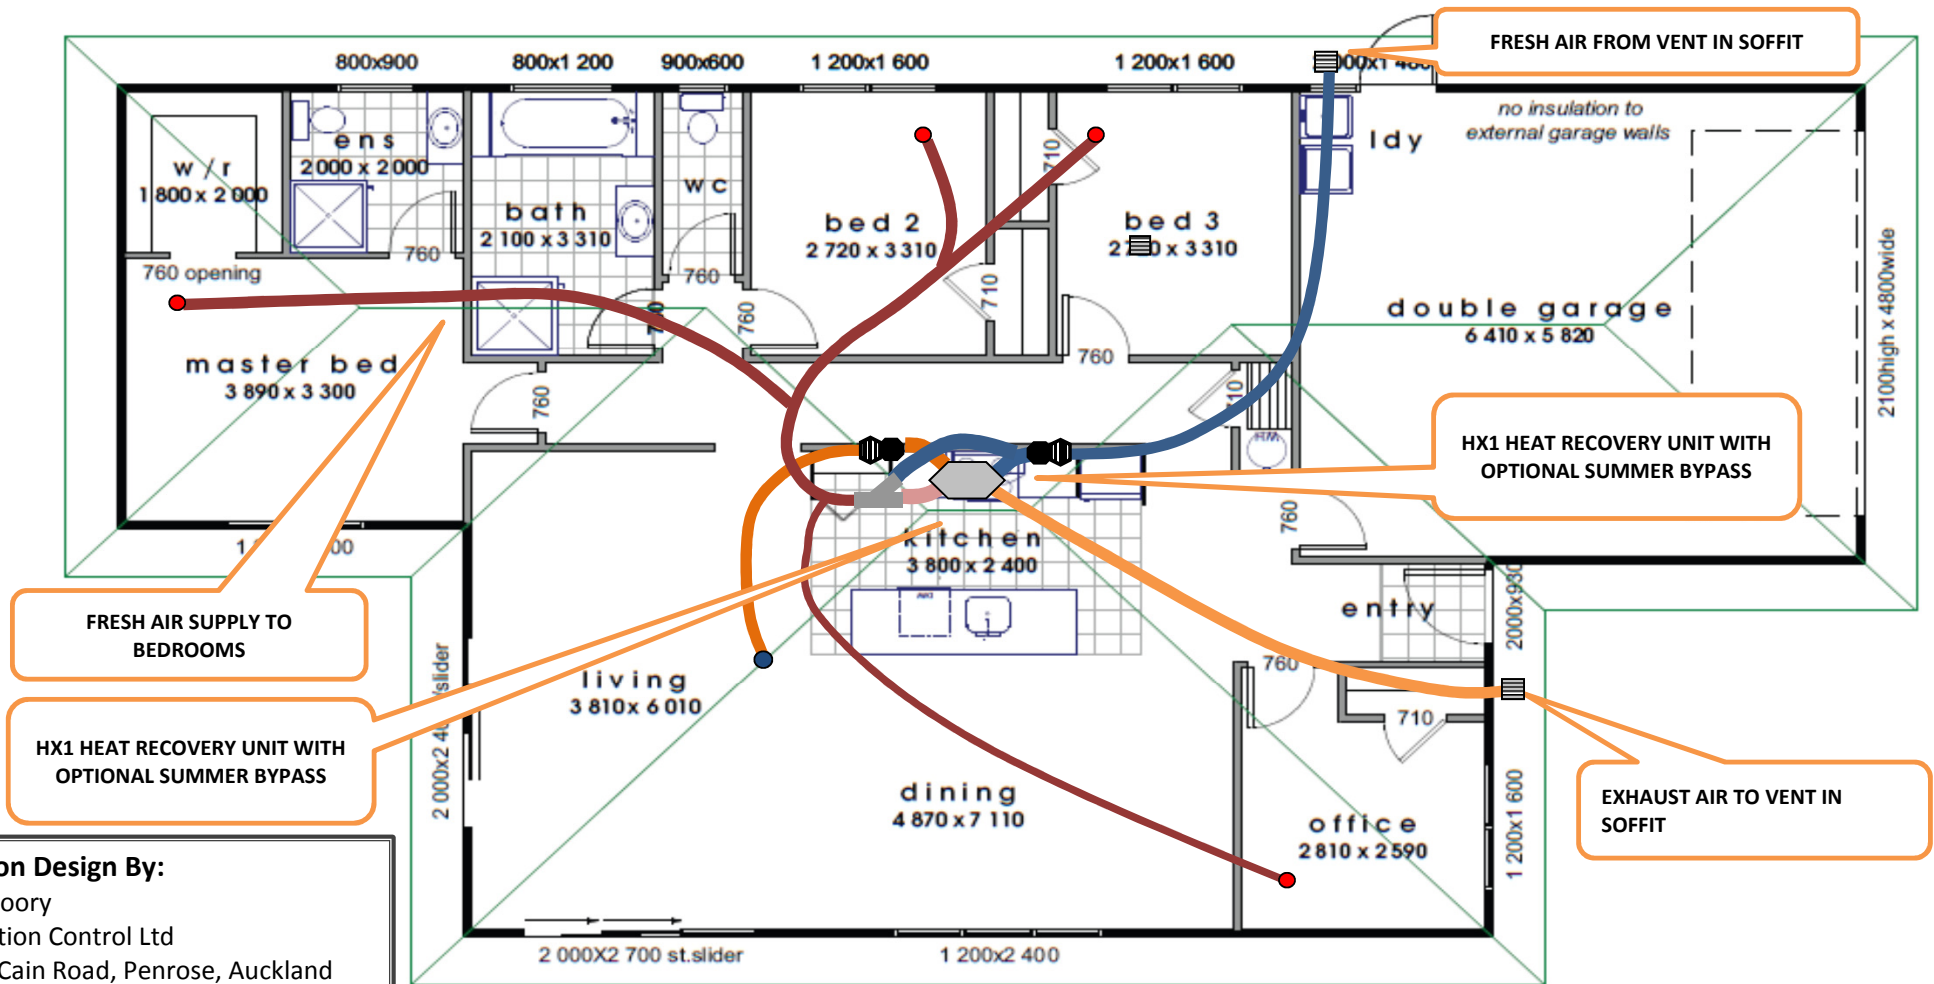 FRESH AIR FROM VENT IN SOFFIT
800x900
800x1 200
900x600
1 200x1 600
1 200x1 600
no insulation to
external garage walls
ens
2 000 x 2 000
w / r
1 800 x 2 000
wc
ldy
710
bath
2 100 x 3 310
bed 2
2 720 x 3 310
bed 3
x 3 310
760
760
760 opening
710
760
760
double garage
6 410 x 5 820
2100high x 4800wide
master bed
3 890 x 3 300
760
760
HX1 HEAT RECOVERY UNIT WITH
OPTIONAL SUMMER BYPASS
760
kitchen
3 800 x 2 400
FRESH AIR SUPPLY TO
BEDROOMS
entry
2000x930
760
living
3 810x 6 010
710
HX1 HEAT RECOVERY UNIT WITH
OPTIONAL SUMMER BYPASS
dining
4 870 x 7 110
office
2 810 x 2 590
1 200x1 600
EXHAUST AIR TO VENT IN
SOFFIT
on Design By:
oory
tion Control Ltd
Cain Road, Penrose, Auckland
2 000X2 700 st.slider
1 200x2 400